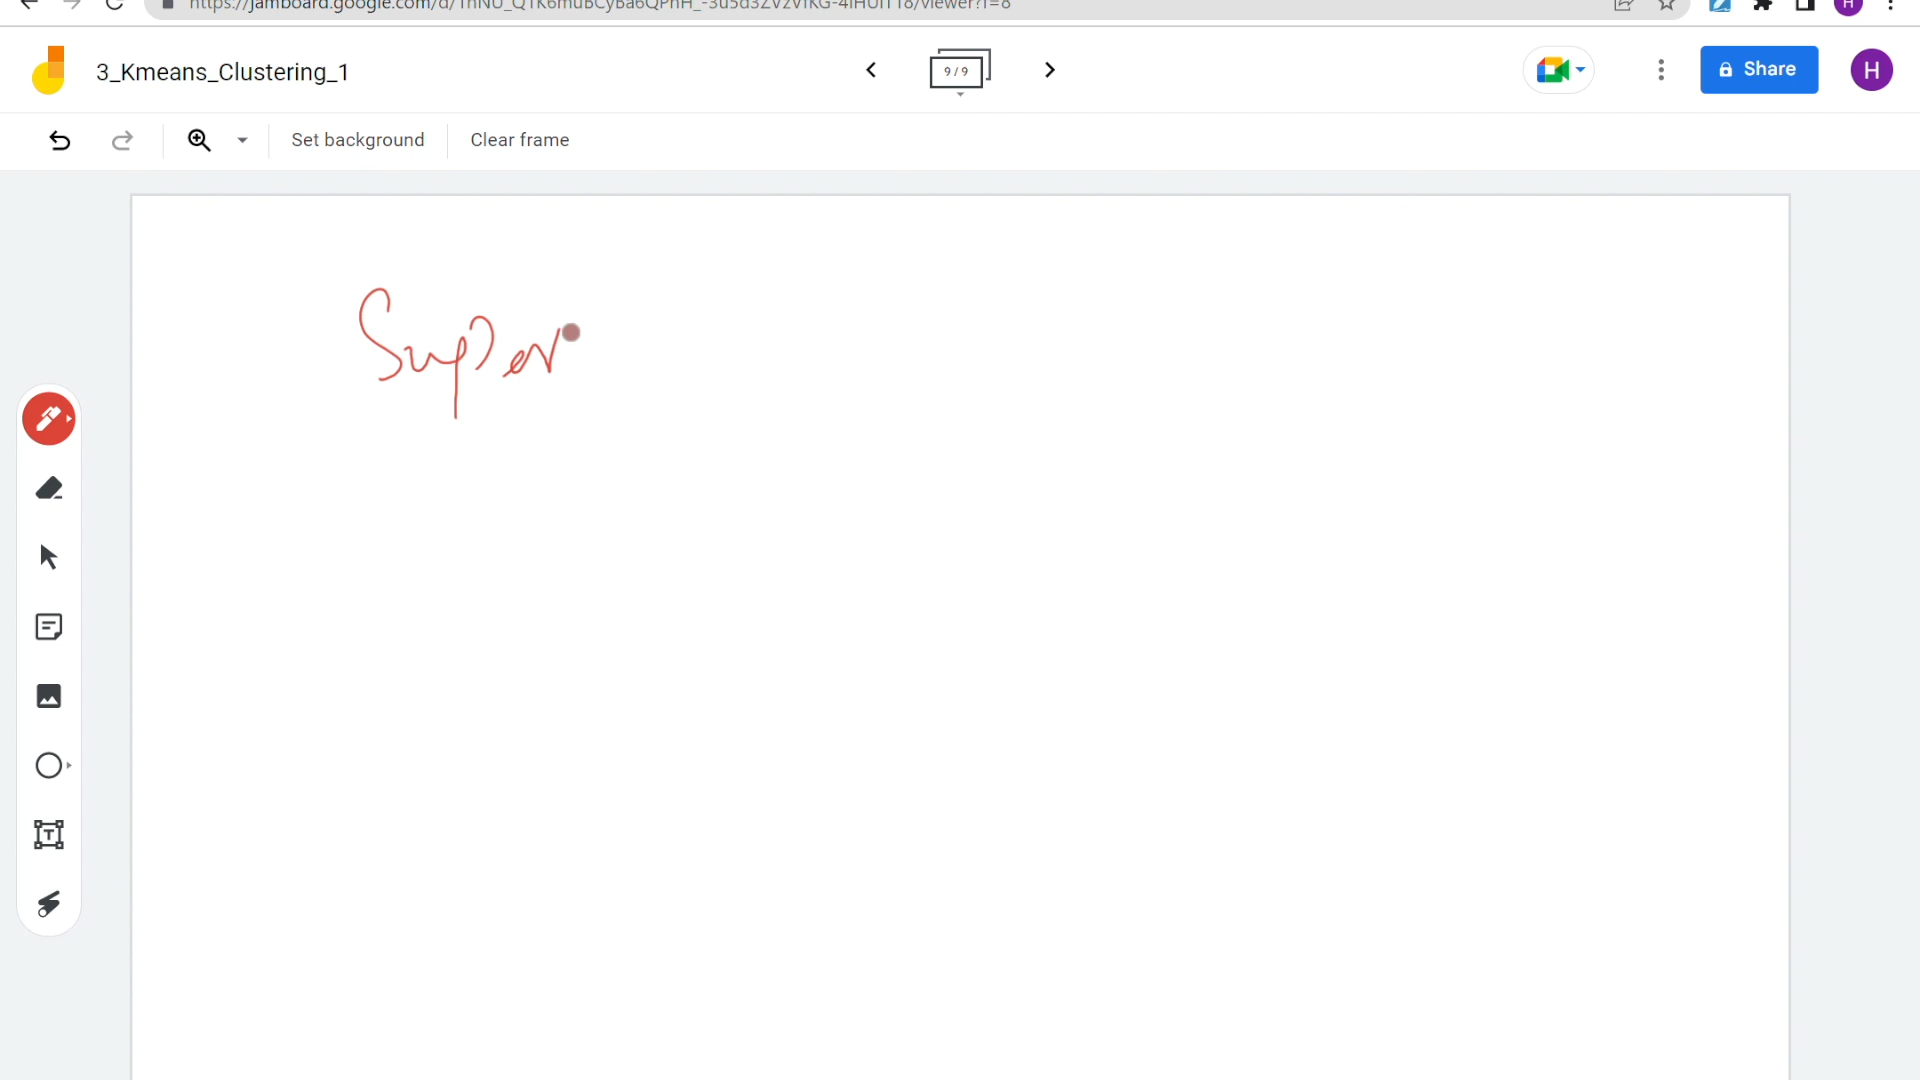 3_Kmeans_Clustering_1
9/9
Share
H
Set background
Clear frame
Super